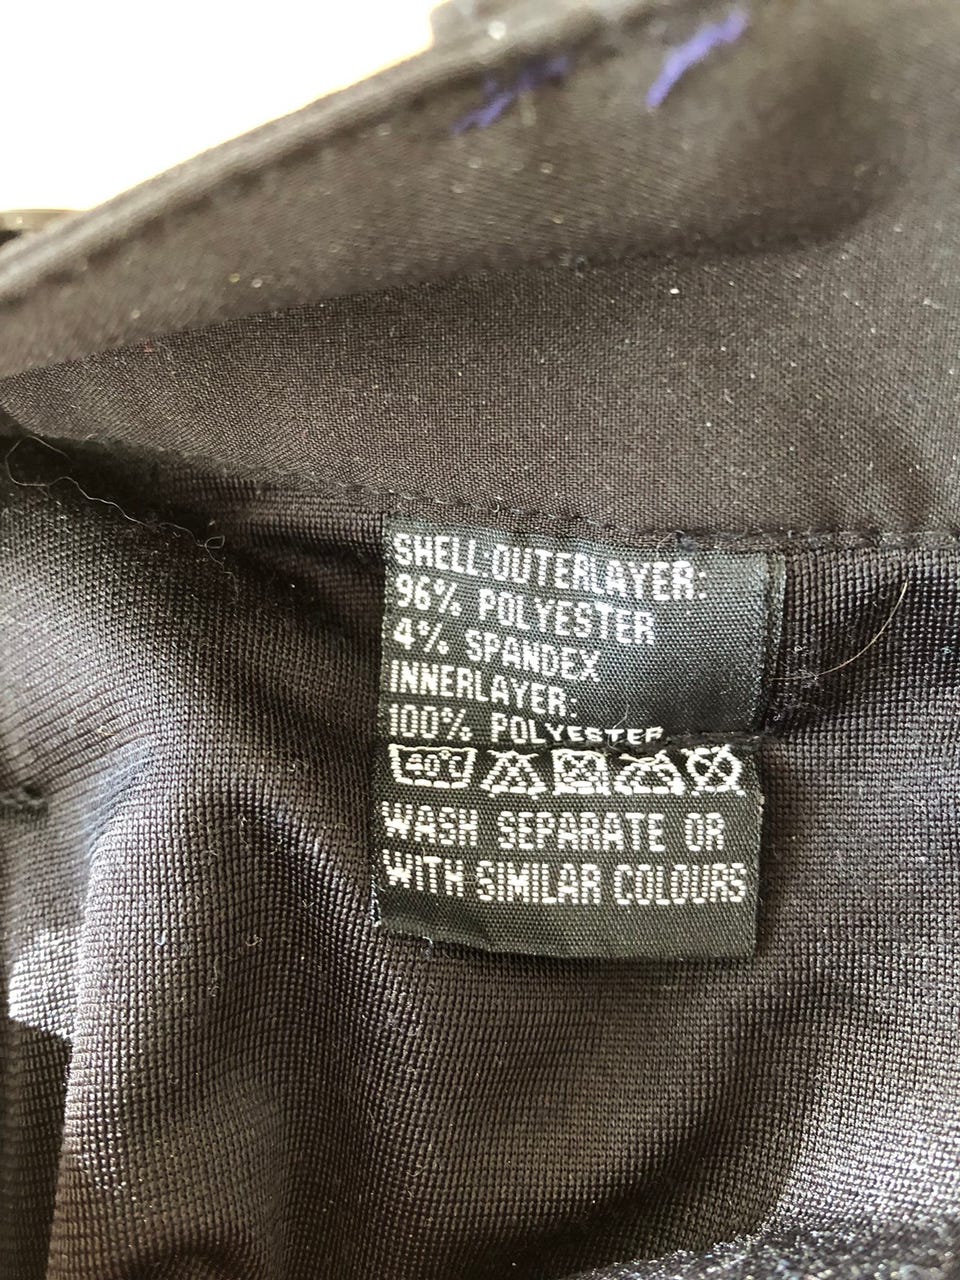 SHELL-OUTERLAYER:
96% POLYESTER
4% SPANDEX
INNERLAYER:
100% POLYESTER
40°C
WASH SEPARATE OR
WITH SIMILAR COLOURS